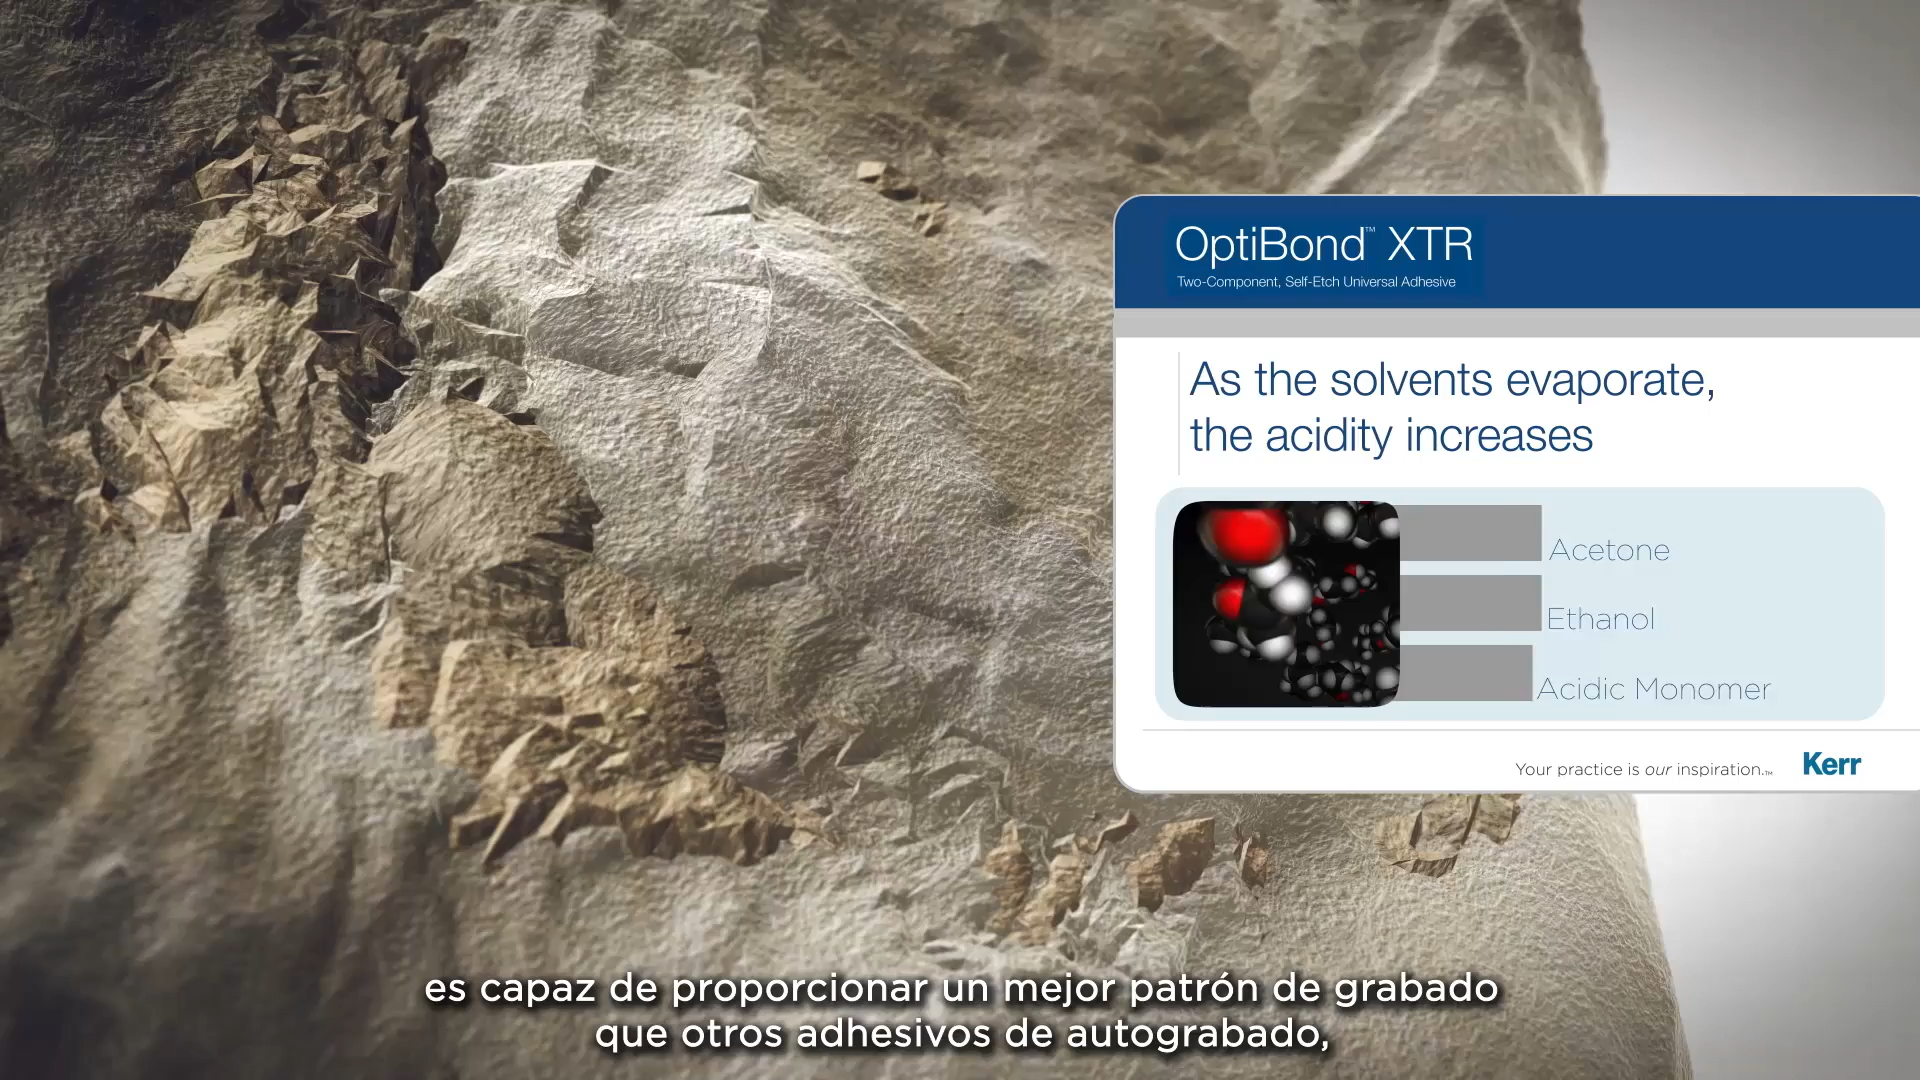 OptiBond™ XTR
Two-Component, Self-Etch Universal Adhesive
As the solvents evaporate,
the acidity increases
Acetone
Ethanol
Acidic Monomer
Your practice is our inspiration.™
Kerr
es capaz de proporcionar un mejor patrón de grabado
que otros adhesivos de autograbado,